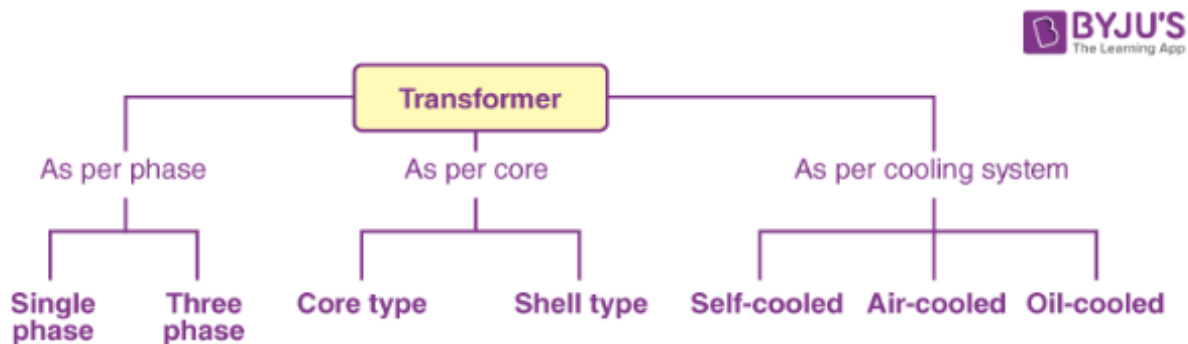 BYJU'S
The Learning App
Transformer
As per phase
As per core
As per cooling system
Single
phase
Three
phase
Core type
Shell type
Self-cooled
Air-cooled
Oil-cooled